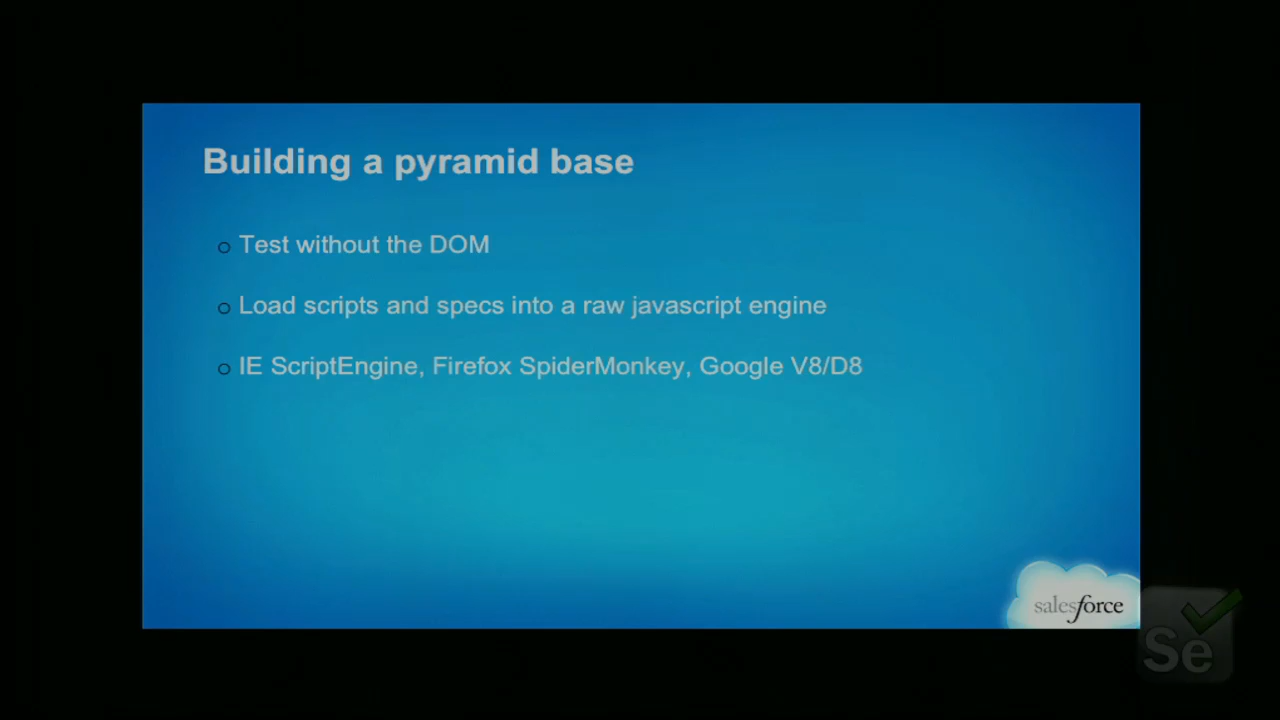 Building a pyramid base
Test without the DOM
Load scripts and specs into a raw javascript engine
IE ScriptEngine, Firefox SpiderMonkey, Google V8/D8
salesforce
Se